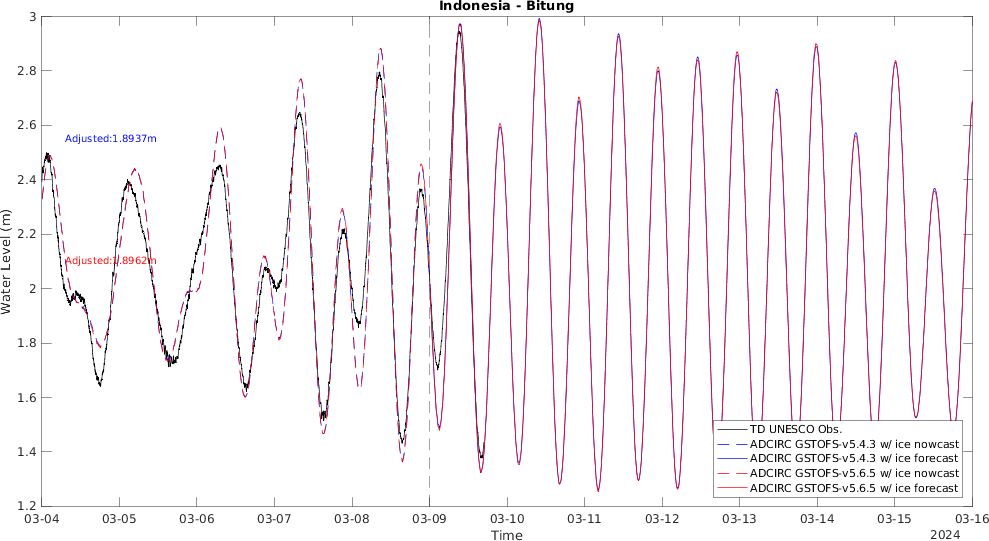 Indonesia - Bitung
3
2.8
2.6
2.4
2.2
2
1.8
1.6
1.4
1.2
Water Level (m)
Adjusted:1.8937m
Adjusted:1.8962m
TD UNESCO Obs.
ADCIRC GSTOFS-v5.4.3 w/ ice nowcast
ADCIRC GSTOFS-v5.4.3 w/ ice forecast
ADCIRC GSTOFS-v5.6.5 w/ ice nowcast
ADCIRC GSTOFS-v5.6.5 w/ ice forecast
03-04 03-05 03-06 03-07 03-08 03-09 03-10 03-11 03-12 03-13 03-14 03-15 03-16
Time
2024